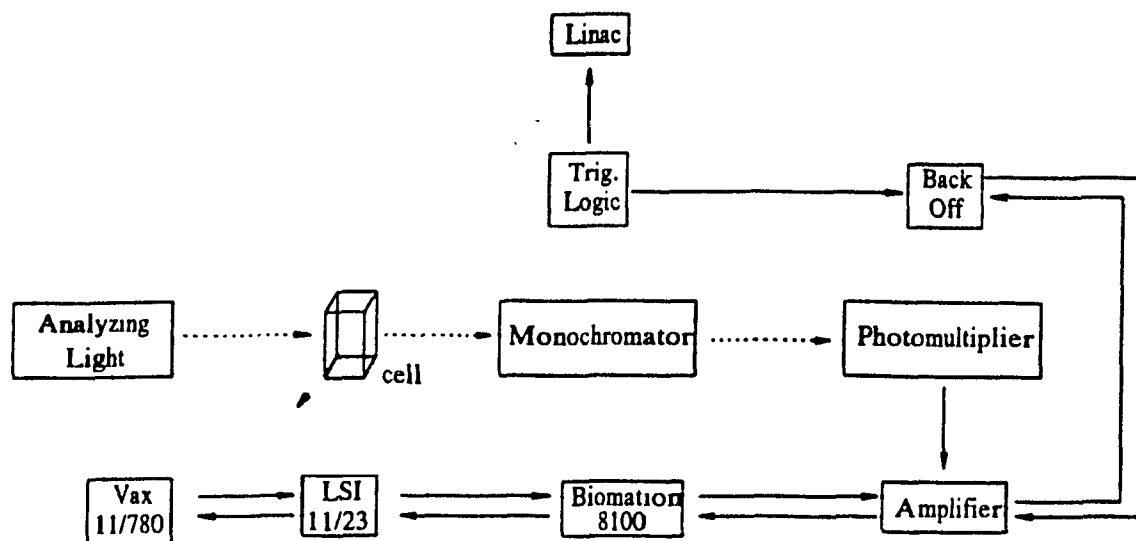 Linac
Trig.
Logic
Back
Off
Analyzing
Light
cell
Monochromator
Photomultiplier
Vax
11/780
LSI
11/23
Biomation
8100
Amplifier